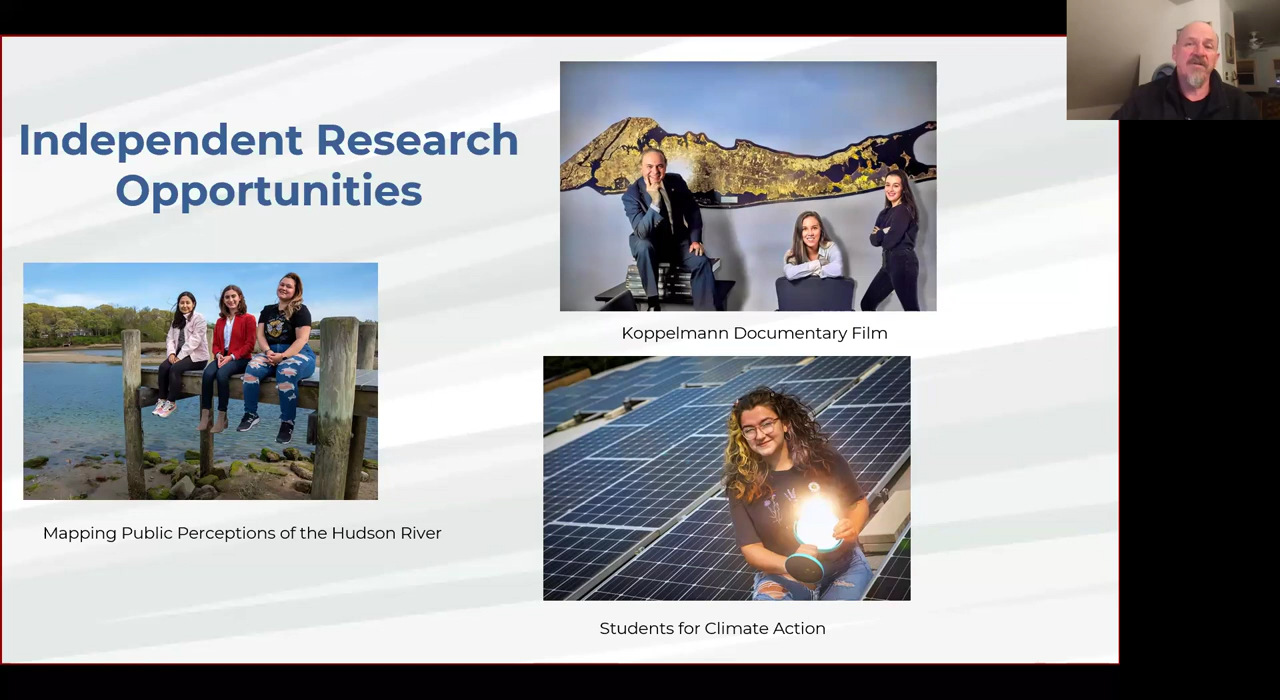 Independent Research
Opportunities
Koppelmann Documentary Film
Mapping Public Perceptions of the Hudson River
Students for Climate Action